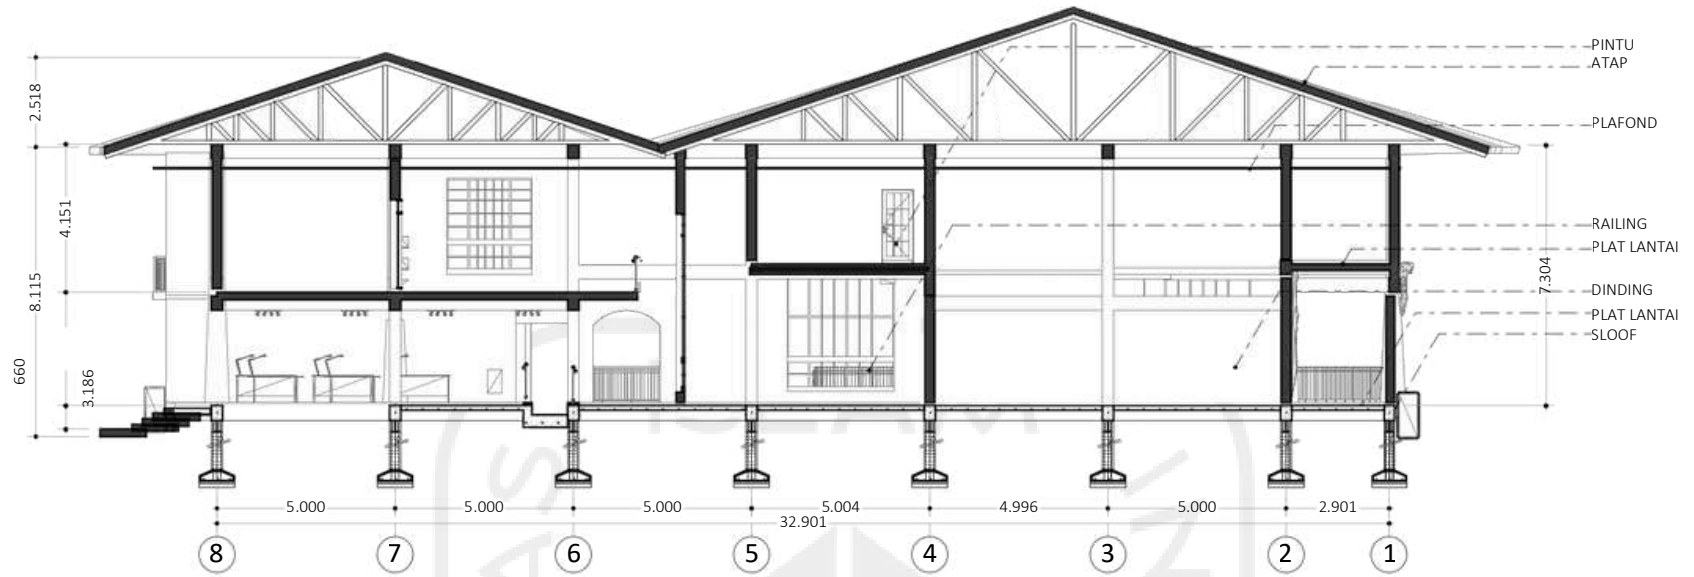 PINTU
ATAP
2.518
PLAFOND
4.151
RAILING
PLAT LANTAI
8.115
7.304
DINDING
PLAT LANTAI
SLOOF
660
3.186
ISLAM
5.000 5.000 5.000 5.004 4.996 5.000 2.901
32.901
8 7 6 5 4 3 2 1